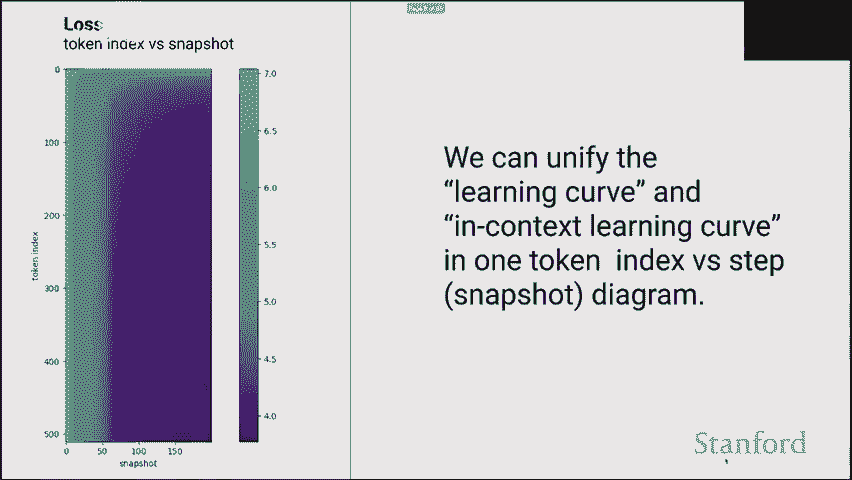 Loss
token index vs snapshot
0
100
200
300
400
500
token index
0
50
100
150
snapshot
7.0
6.5
6.0
5.5
5.0
4.5
4.0
We can unify the
“learning curve” and
“in-context learning curve”
in one token index vs step
(snapshot) diagram.
Stanford